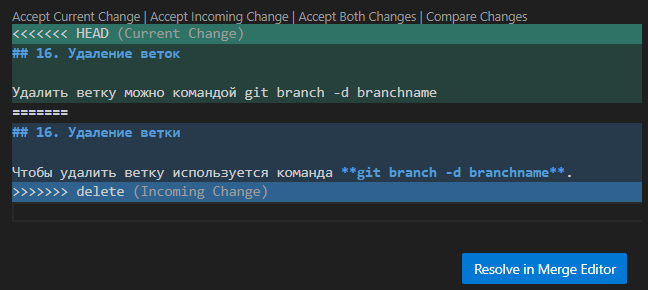 Accept Current Change | Accept Incoming Change | Accept Both Changes | Compare Changes
<<<<<<< HEAD (Current Change)
## 16. Удаление веток
Удалить ветку можно командой git branch -d branchname
=======
## 16. Удаление ветки
Чтобы удалить ветку используется команда **git branch -d branchname**.
>>>>>>> delete (Incoming Change)
Resolve in Merge Editor